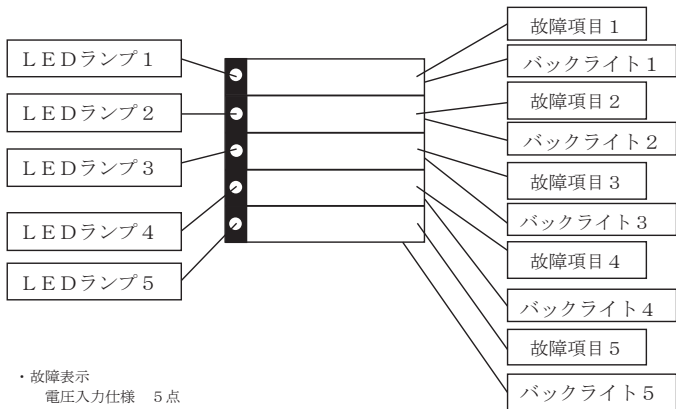 LEDランプ1
LEDランプ2
LEDランプ3
LEDランプ4
LEDランプ5
故障項目1
バックライト1
故障項目2
バックライト2
故障項目3
バックライト3
故障項目4
バックライト4
故障項目5
バックライト5
・故障表示
電圧入力仕様 5点